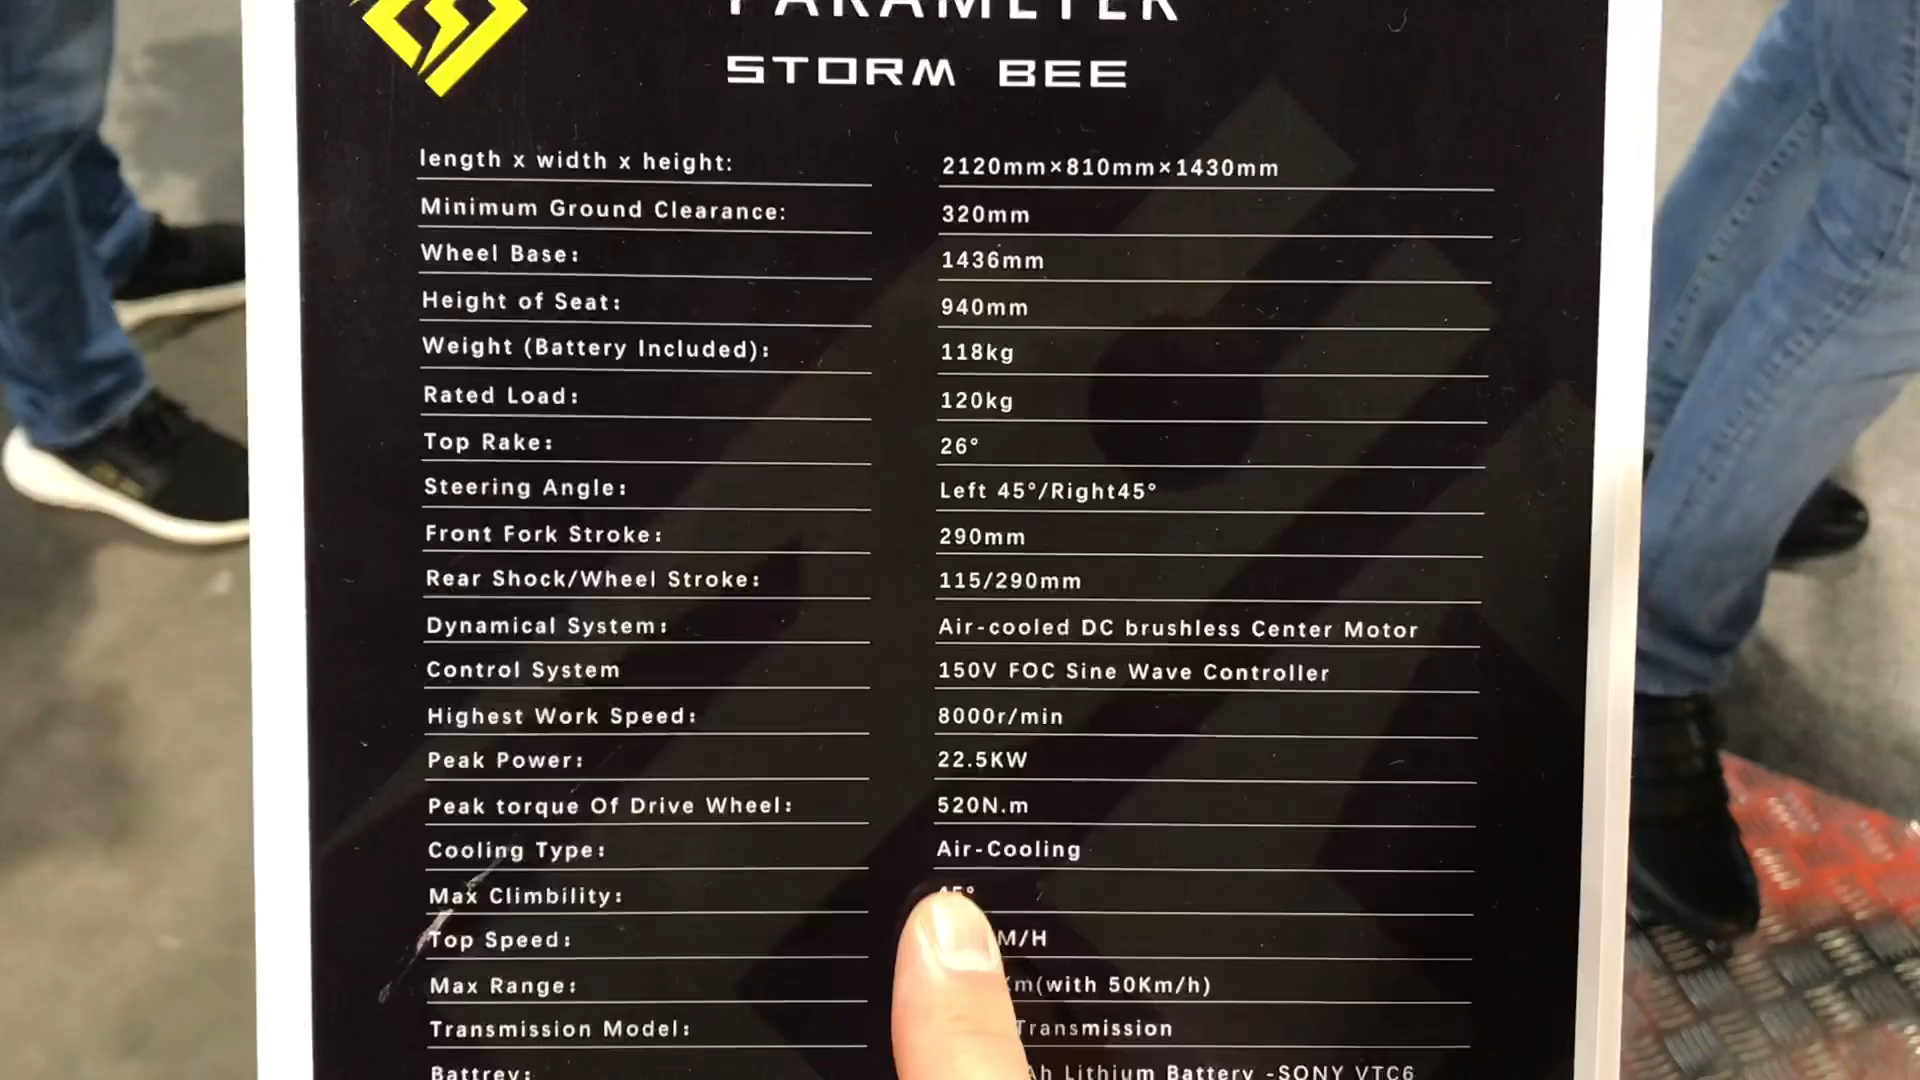 PARAMETER
STORM BEE
length x width x height: 2120mm×810mm×1430mm
Minimum Ground Clearance: 320mm
Wheel Base: 1436mm
Height of Seat: 940mm
Weight (Battery Included): 118kg
Rated Load: 120kg
Top Rake: 26°
Steering Angle: Left 45°/Right45°
Front Fork Stroke: 290mm
Rear Shock/Wheel Stroke: 115/290mm
Dynamical System: Air-cooled DC brushless Center Motor
Control System 150V FOC Sine Wave Controller
Highest Work Speed: 8000r/min
Peak Power: 22.5KW
Peak torque Of Drive Wheel: 520N.m
Cooling Type: Air-Cooling
Max Climbility: 45°
Top Speed: M/H
Max Range: m(with 50Km/h)
Transmission Model: Transmission
Battrey: Lithium Battery -SONY VTC6